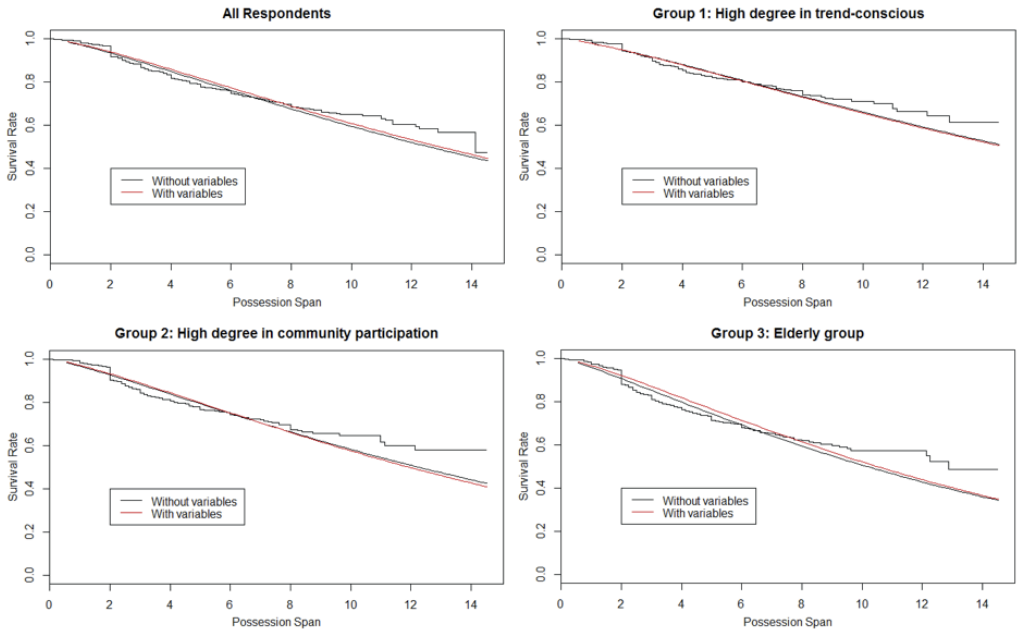 All Respondents
Survival Rate
0.0 0.2 0.4 0.6 0.8 1.0
Without variables
With variables
0 2 4 6 8 10 12 14
Possession Span
Group 1: High degree in trend-conscious
Survival Rate
0.0 0.2 0.4 0.6 0.8 1.0
Without variables
With variables
0 2 4 6 8 10 12 14
Possession Span
Group 2: High degree in community participation
Survival Rate
0.0 0.2 0.4 0.6 0.8 1.0
Without variables
With variables
0 2 4 6 8 10 12 14
Possession Span
Group 3: Elderly group
Survival Rate
0.0 0.2 0.4 0.6 0.8 1.0
Without variables
With variables
0 2 4 6 8 10 12 14
Possession Span